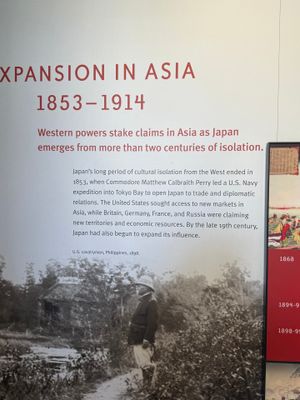 XPANSION IN ASIA
1853–1914
Western powers stake claims in Asia as Japan
emerges from more than two centuries of isolation.
Japan's long period of cultural isolation from the West ended in
1853, when Commodore Matthew Calbraith Perry led a U.S. Navy
expedition into Tokyo Bay to open Japan to trade and diplomatic
relations. The United States sought access to new markets in
Asia, while Britain, Germany, France, and Russia were claiming
new territories and economic resources. By the late 19th century,
Japan had also begun to expand its influence.
Philippines, 1898.
1868
1894-9
1898-99